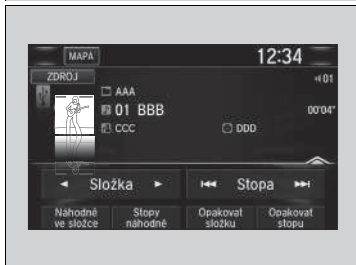 MAPA 12:34
ZDROJ
01
AAA
01 BBB 00'04"
CCC DDD
Složka Stopa
Náhodně ve složce
Stopy náhodně
Opakovat složku
Opakovat stopu